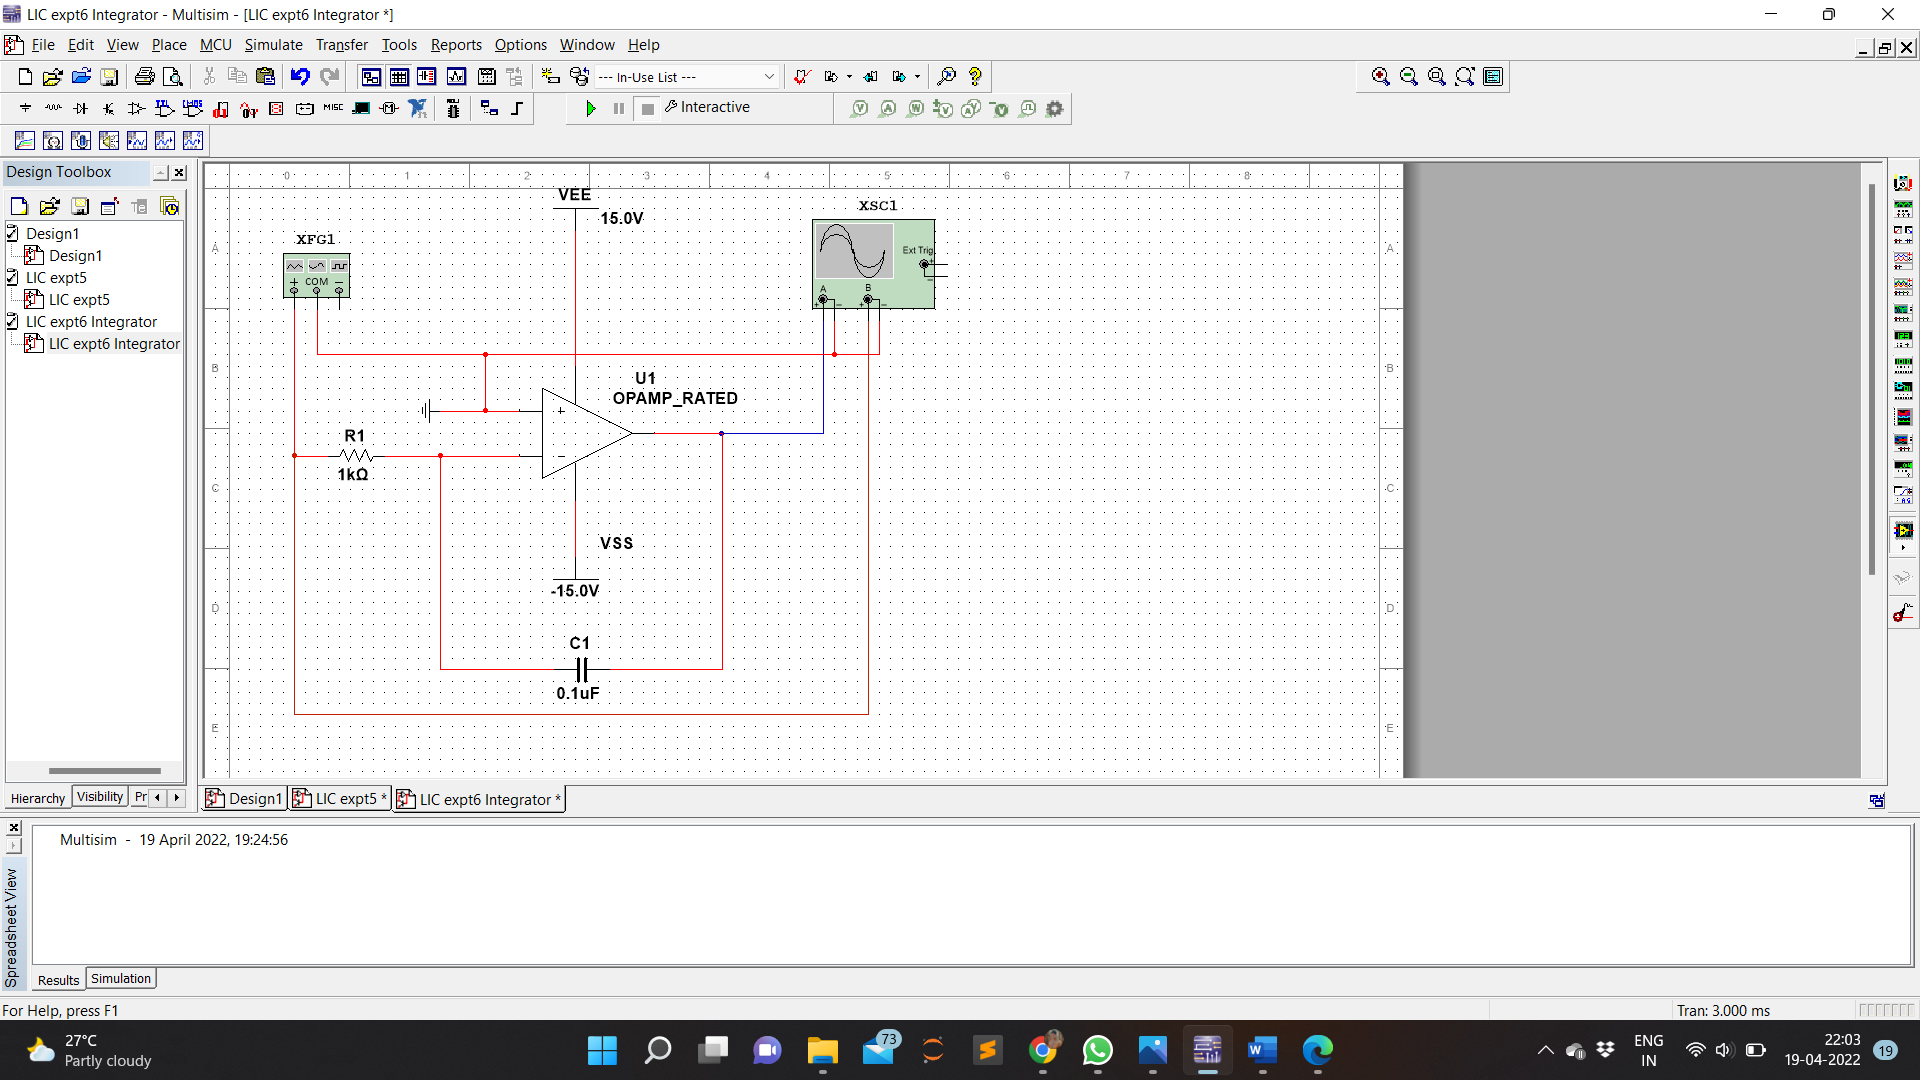 LIC expt6 Integrator - Multisim - [LIC expt6 Integrator *]
File Edit View Place MCU Simulate Transfer Tools Reports Options Window Help
--- In-Use List ---
MISC
Interactive
Design Toolbox
Design1
Design1
LIC expt5
LIC expt5
LIC expt6 Integrator
LIC expt6 Integrator
Hierarchy Visibility Pr
0 1 2 3 4 5 6 7 8
A
B
C
D
E
A
B
C
D
E
VEE
15.0V
XFG1
+ COM −
XSC1
Ext Trig
+
−
A B
+ − + −
U1
OPAMP_RATED
+
−
R1
1kΩ
VSS
-15.0V
C1
0.1uF
Design1 LIC expt5 * LIC expt6 Integrator *
Spreadsheet View
Multisim - 19 April 2022, 19:24:56
Results Simulation
For Help, press F1
Tran: 3.000 ms
27°C
Partly cloudy
73
ENG
IN
22:03
19-04-2022
19